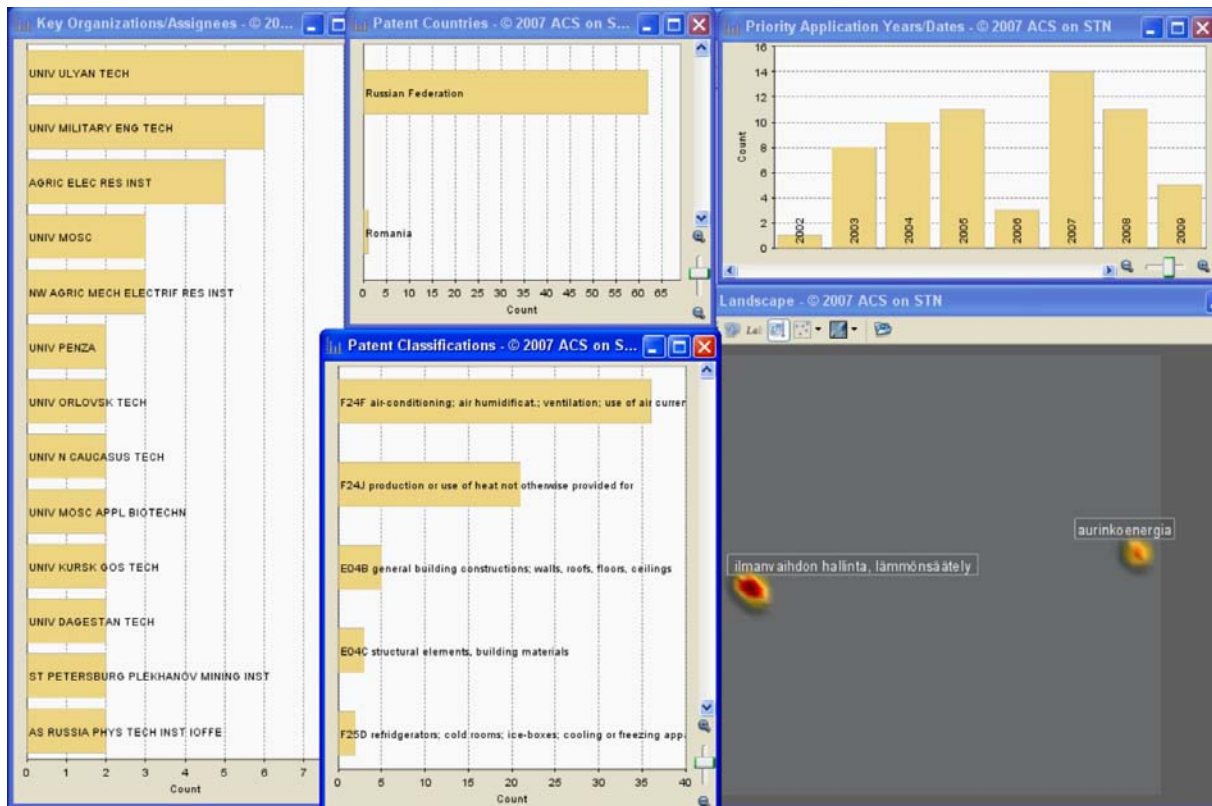 Key Organizations/Assignees - © 20...
UNIV ULYAN TECH
UNIV MILITARY ENG TECH
AGRIC ELEC RES INST
UNIV MOSC
NW AGRIC MECH ELECTRIF RES INST
UNIV PENZA
UNIV ORLOVSK TECH
UNIV N CAUCASUS TECH
UNIV MOSC APPL BIOTECHN
UNIV KURSK GOS TECH
UNIV DAGESTAN TECH
ST PETERSBURG PLEKHANOV MINING INST
AS RUSSIA PHYS TECH INST IOFFE
0 1 2 3 4 5 6 7
Count
Patent Countries - © 2007 ACS on S...
Russian Federation
Romania
0 5 10 15 20 25 30 35 40 45 50 55 60 65
Count
Priority Application Years/Dates - © 2007 ACS on STN
16
14
12
10
8
6
4
2
0
Count
2002 2003 2004 2005 2006 2007 2008 2009
Patent Classifications - © 2007 ACS on S...
F24F air-conditioning; air humidificat.; ventilation; use of air curren
F24J production or use of heat not otherwise provided for
E04B general building constructions; walls, roofs, floors, ceilings
E04C structural elements, building materials
F25D refridgerators; cold rooms; ice-boxes; cooling or freezing app
0 5 10 15 20 25 30 35 40
Count
Landscape - © 2007 ACS on STN
aurinkoenergia
ilmanvaihdon hallinta, lämmönsäätely